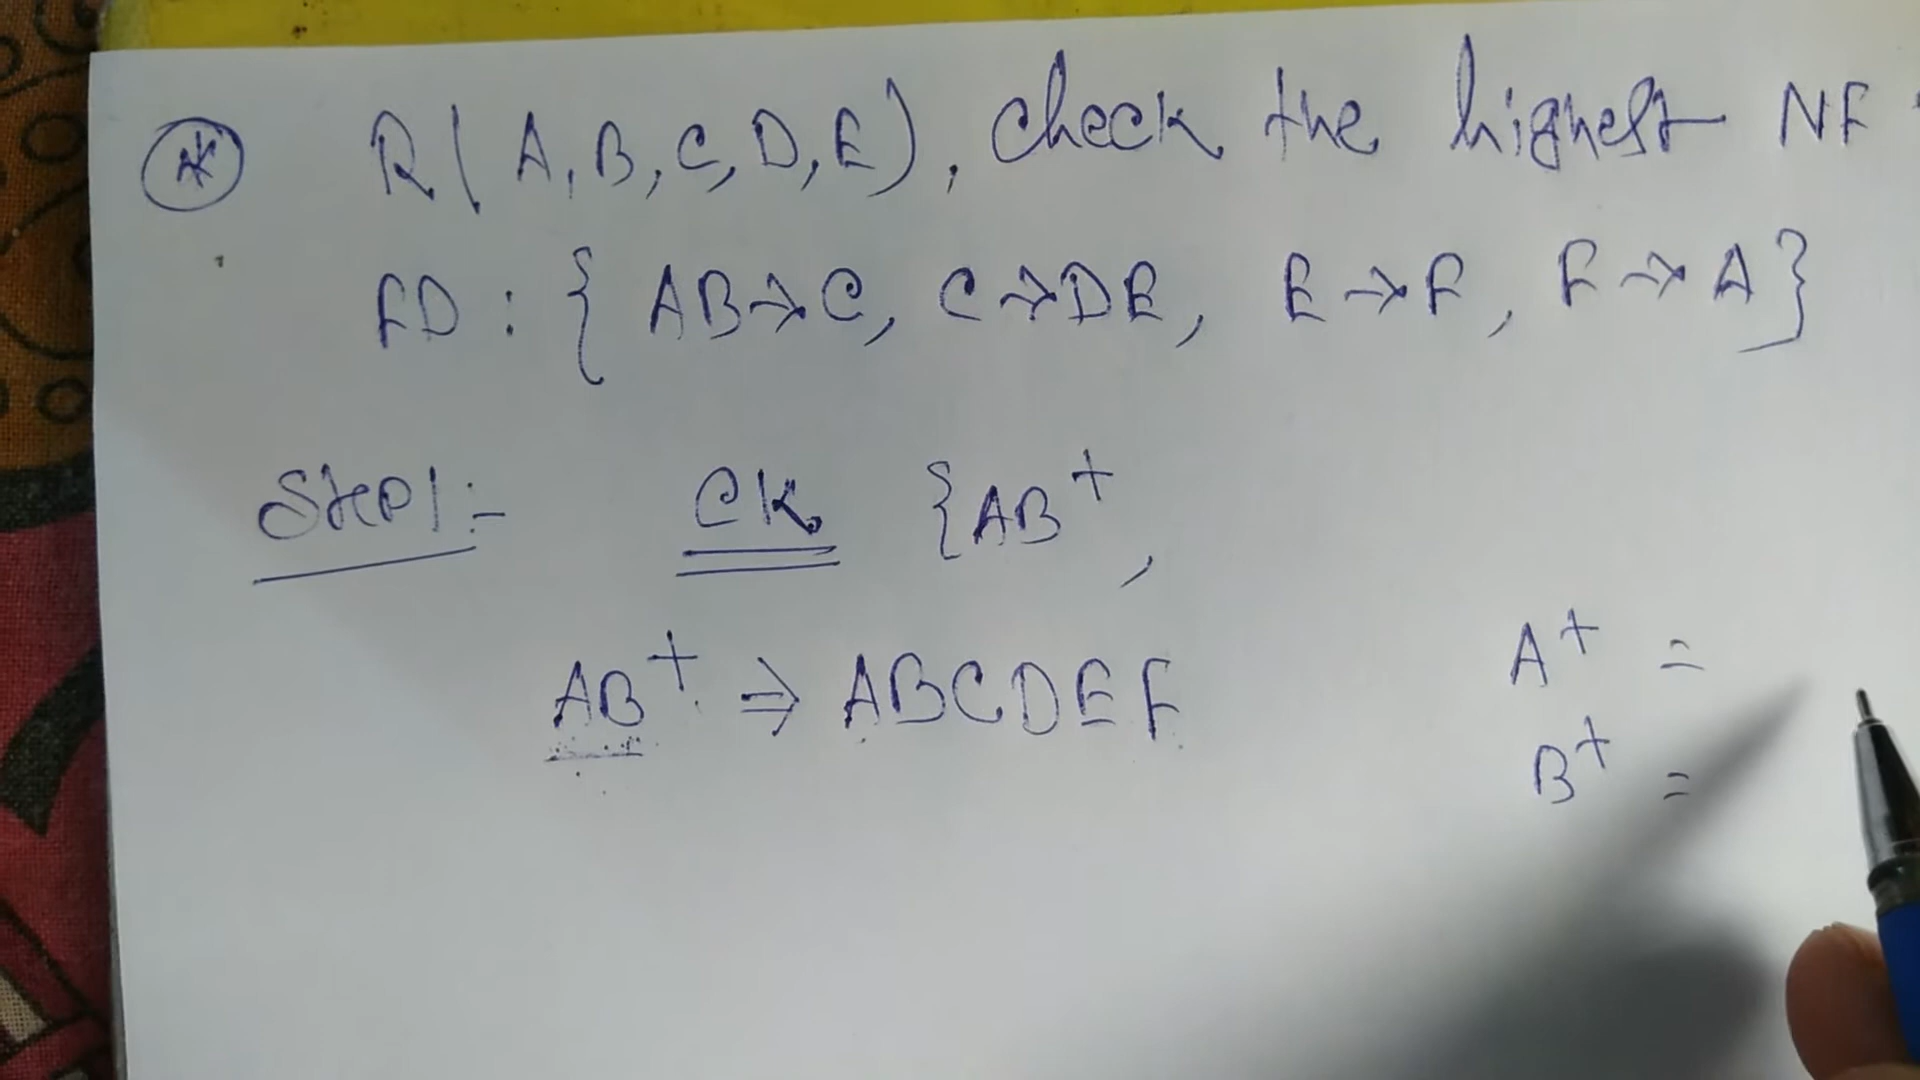 * R(A,B,C,D,E), check the highest NF
FD : { AB→C, C→DE, E→F, F→A}
Step1:- CK {AB⁺,
AB⁺ ⇒ ABCDEF
A⁺ =
B⁺ =